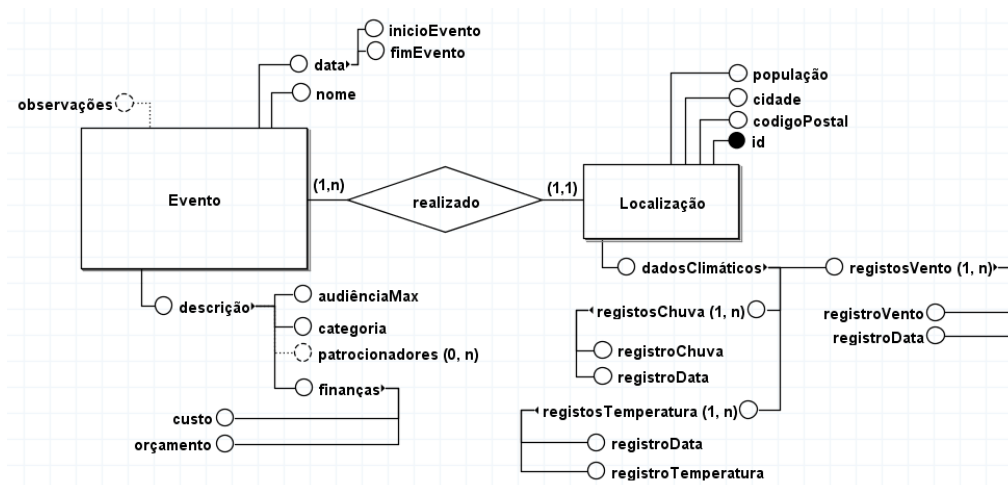 inicioEvento
fimEvento
data
nome
observações
Evento
(1,n)
realizado
(1,1)
população
cidade
codigoPostal
id
Localização
descrição
audiênciaMax
categoria
patrocionadores (0, n)
finanças
custo
orçamento
dadosClimáticos
registosVento (1, n)
registroVento
registroData
registosChuva (1, n)
registroChuva
registroData
registosTemperatura (1, n)
registroData
registroTemperatura